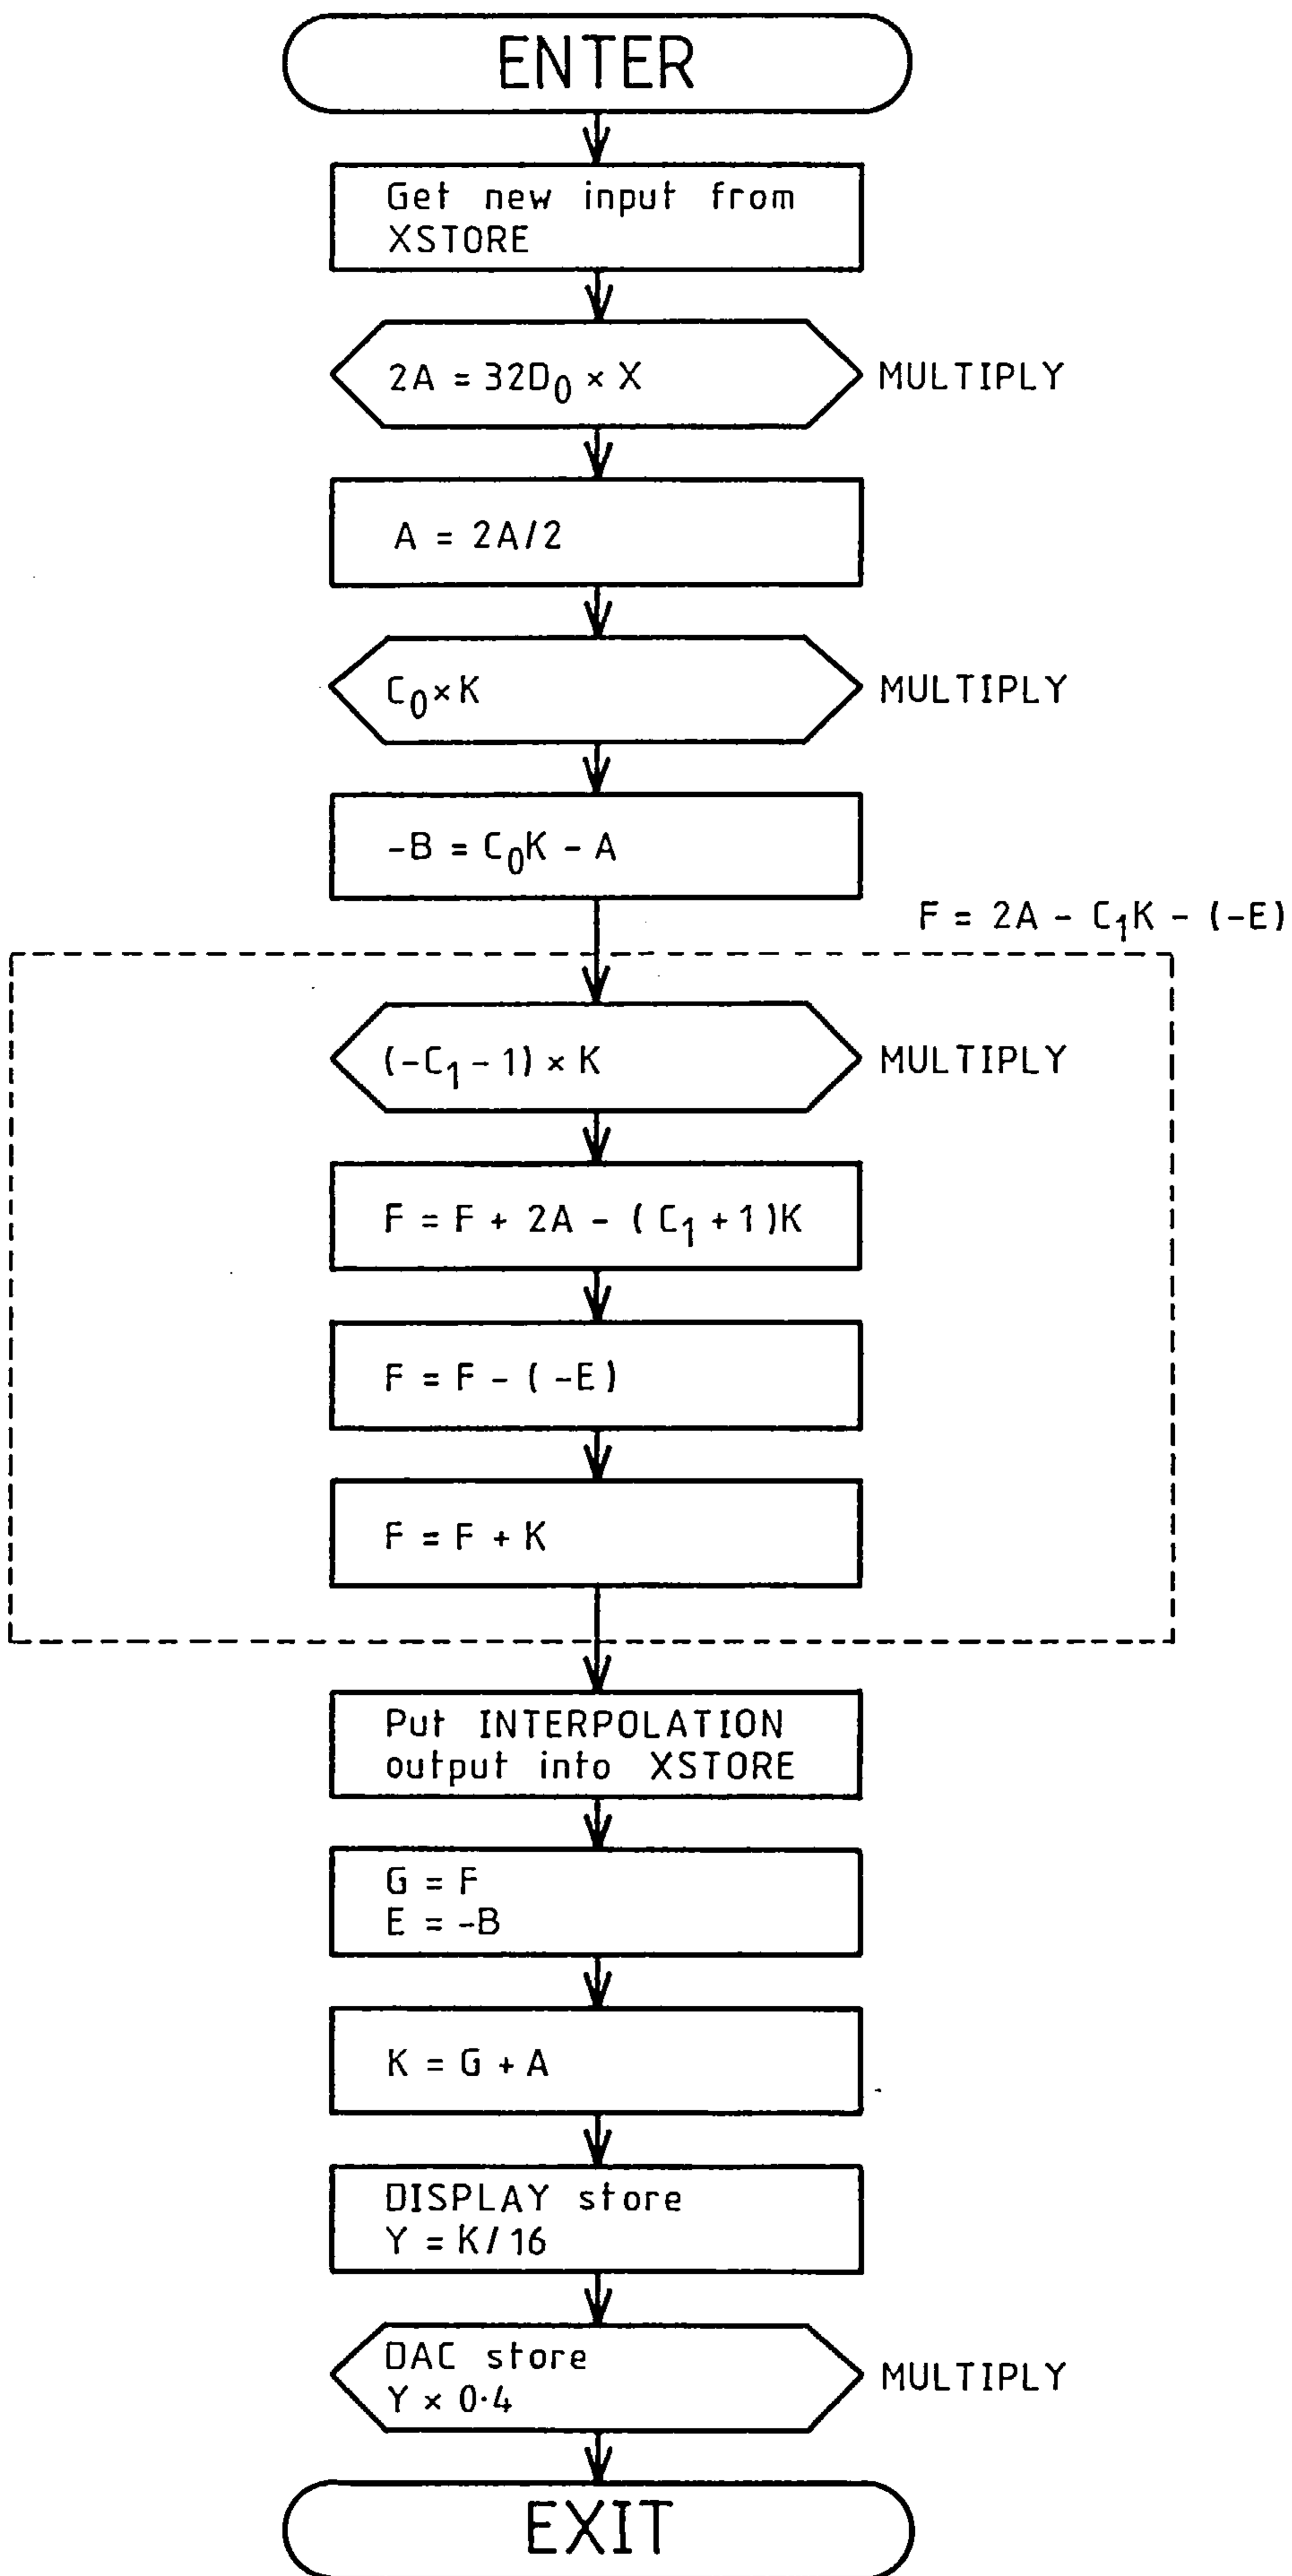 ENTER
Get new input from
XSTORE
2A = 32D₀ × X
MULTIPLY
A = 2A/2
C₀ × K
MULTIPLY
-B = C₀K - A
F = 2A - C₁K - (-E)
(-C₁ - 1) × K
MULTIPLY
F = F + 2A - (C₁ + 1)K
F = F - (-E)
F = F + K
Put INTERPOLATION
output into XSTORE
G = F
E = -B
K = G + A
DISPLAY store
Y = K/16
DAC store
Y × 0·4
MULTIPLY
EXIT